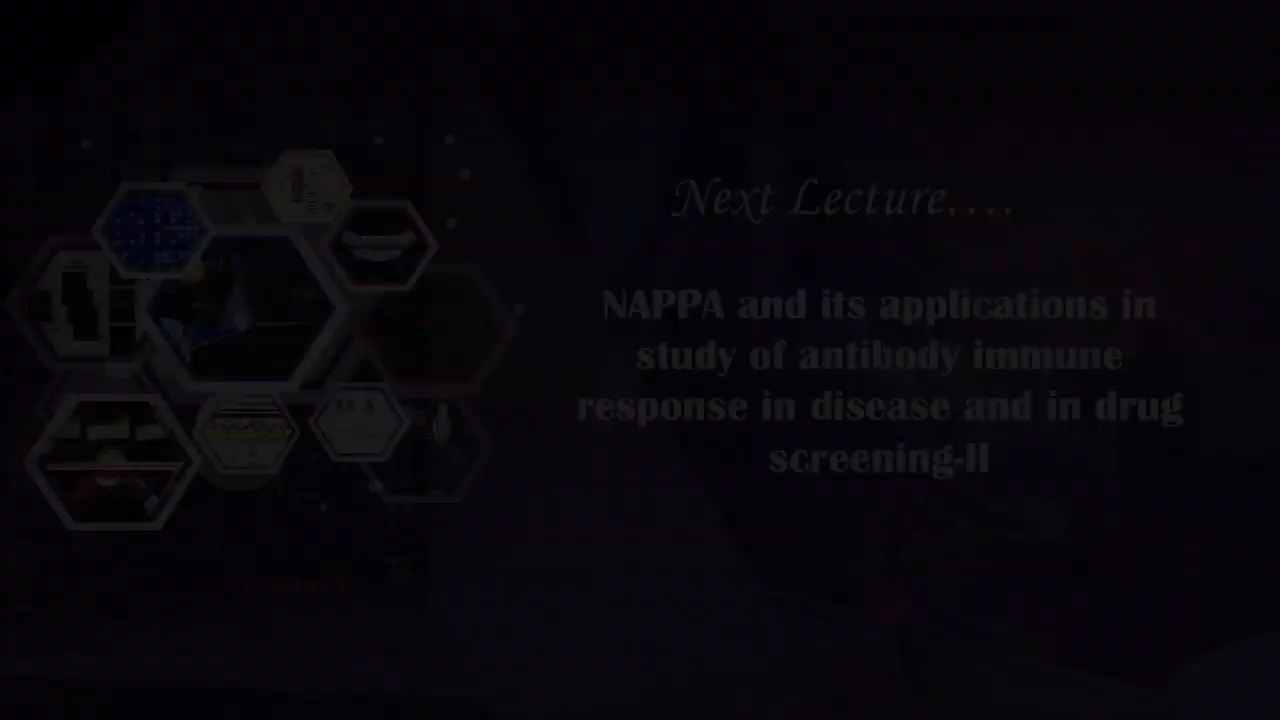 Next Lecture....
NAPPA and its applications in
study of antibody immune
response in disease and in drug
screening-II